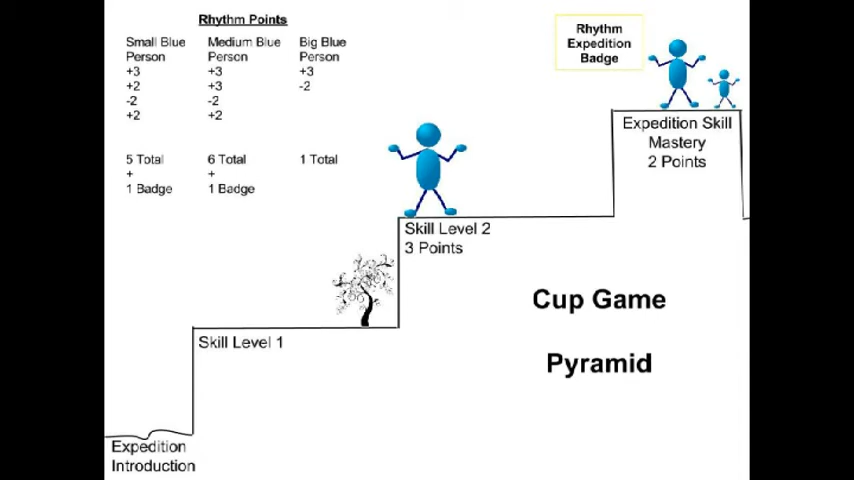 Rhythm Points
Small Blue Person
+3
+2
-2
+2
5 Total
+
1 Badge
Medium Blue Person
+3
+3
-2
+2
6 Total
+
1 Badge
Big Blue Person
+3
-2
1 Total
Rhythm
Expedition
Badge
Expedition Skill
Mastery
2 Points
Skill Level 2
3 Points
Cup Game
Pyramid
Skill Level 1
Expedition
Introduction